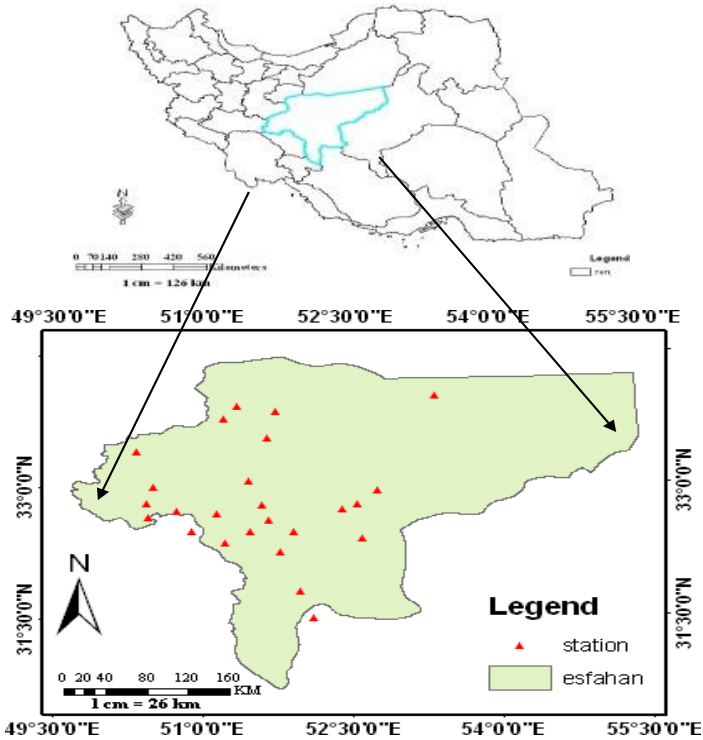 N
0 70 140 280 420 560
Kilometers
1 cm = 126 km
Legend
49°30'0"E 51°0'0"E 52°30'0"E 54°0'0"E 55°30'0"E
33°0'0"N 33°0'0"N
31°30'0"N 31°30'0"N
N
Legend
station
esfahan
0 20 40 80 120 160
KM
1 cm = 26 km
49°30'0"E 51°0'0"E 52°30'0"E 54°0'0"E 55°30'0"E